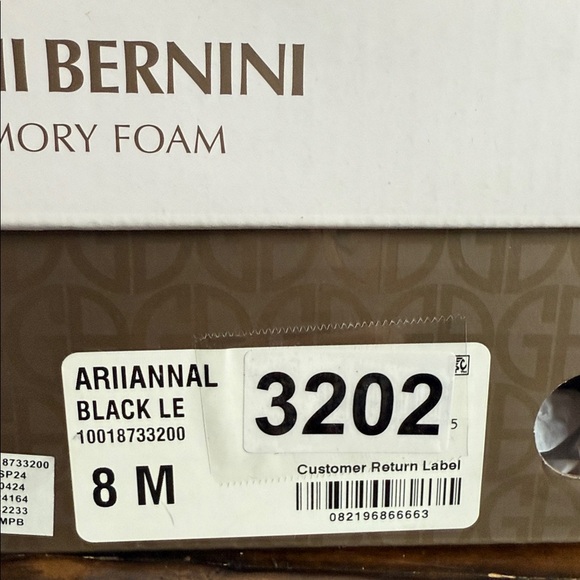 II BERNINI
MORY FOAM
ARIIANNAL
BLACK LE
10018733200
8 M
3202
5
Customer Return Label
082196866663
8733200
SP24
0424
4164
2233
MPB